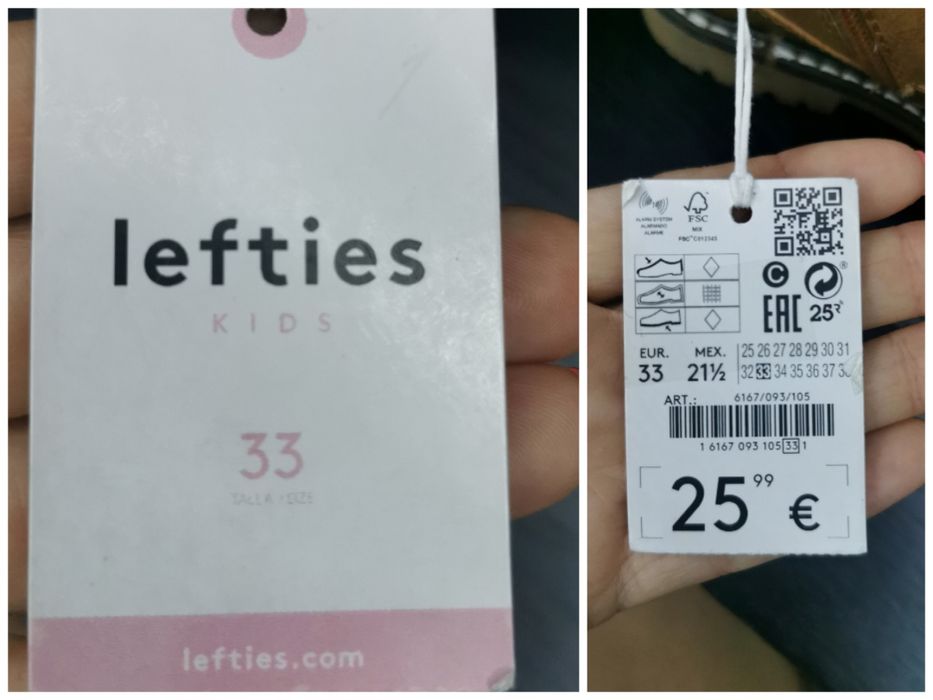 lefties
KIDS
33
TALLA / SIZE
lefties.com
ALARM SYSTEM
ALARMADO
ALARME
FSC
MIX
EAC
25
EUR.
33
MEX.
21½
25 26 27 28 29 30 31
32 33 34 35 36 37 38
ART.: 6167/093/105
1 6167 093 105 33 1
25 99 €